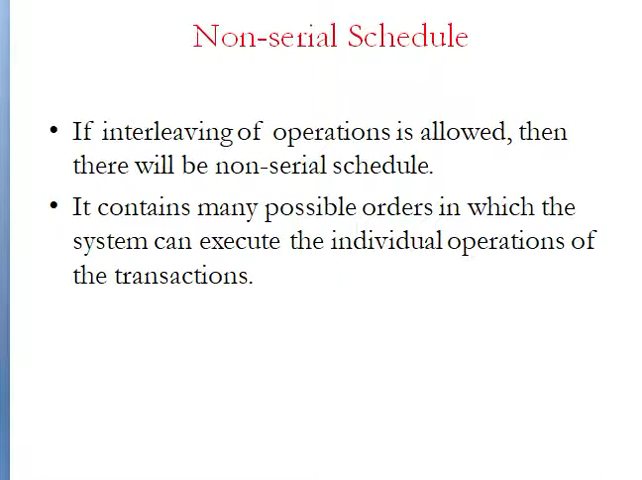 Non-serial Schedule
• If interleaving of operations is allowed, then
there will be non-serial schedule.
• It contains many possible orders in which the
system can execute the individual operations of
the transactions.